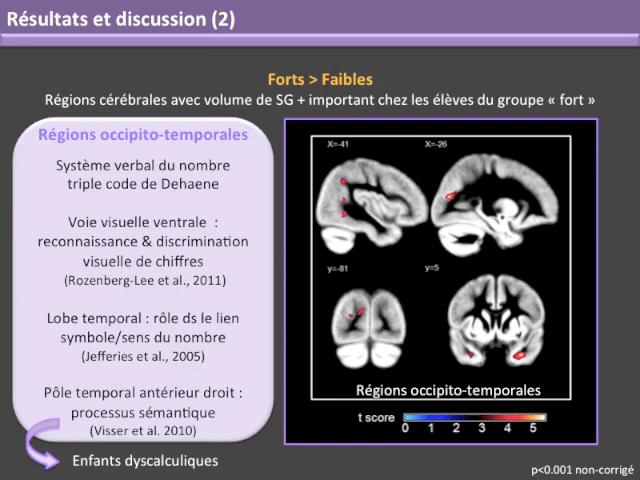 Résultats et discussion (2)
Forts > Faibles
Régions cérébrales avec volume de SG + important chez les élèves du groupe « fort »
Régions occipito-temporales
Système verbal du nombre
triple code de Dehaene
Voie visuelle ventrale :
reconnaissance & discrimination
visuelle de chiffres
(Rozenberg-Lee et al., 2011)
Lobe temporal : rôle ds le lien
symbole/sens du nombre
(Jefferies et al., 2005)
Pôle temporal antérieur droit :
processus sémantique
(Visser et al. 2010)
Enfants dyscalculiques
X=-41
X=-26
y=-81
y=5
Régions occipito-temporales
t score
0 1 2 3 4 5
p<0.001 non-corrigé